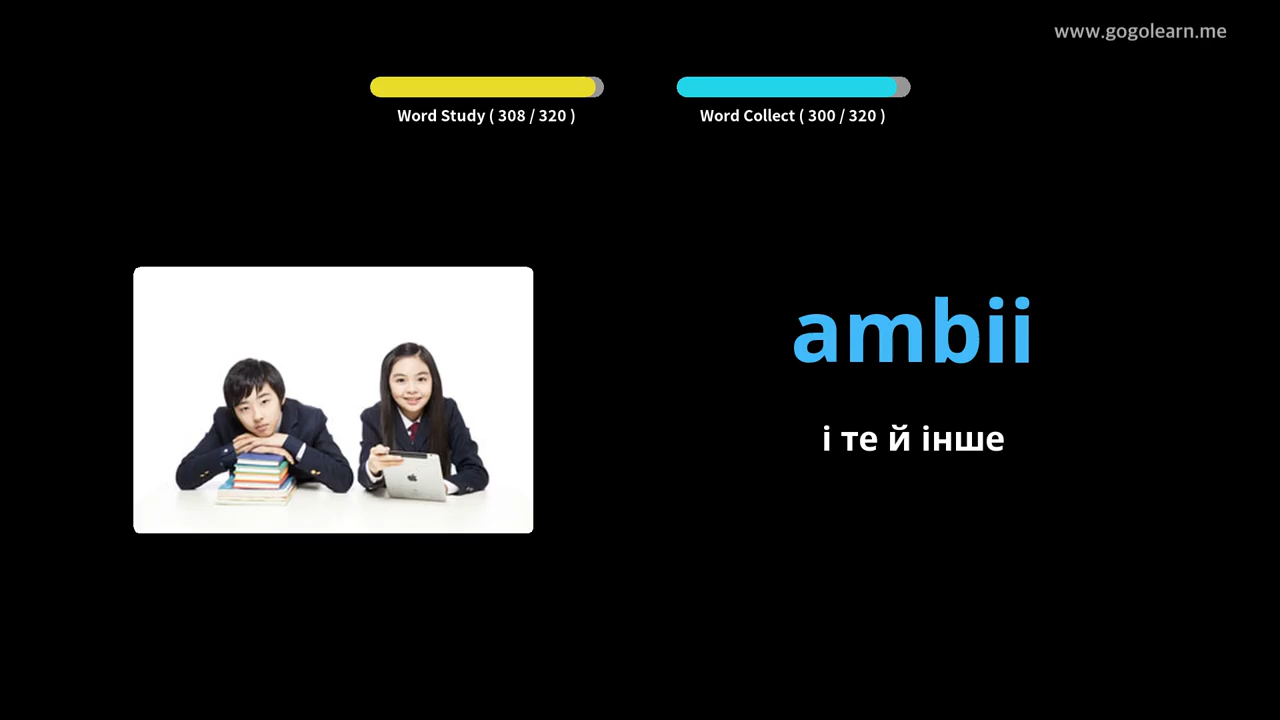 www.gogolearn.me
Word Study ( 308 / 320 )
Word Collect ( 300 / 320 )
ambii
і те й інше